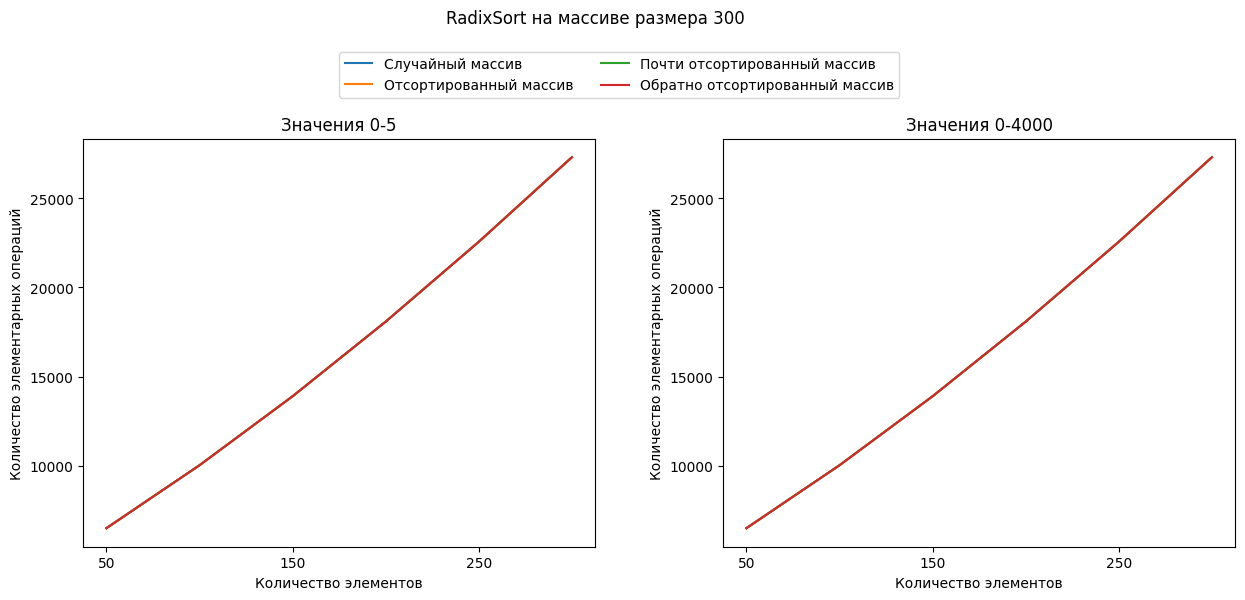 RadixSort на массиве размера 300
Случайный массив
Отсортированный массив
Почти отсортированный массив
Обратно отсортированный массив
Значения 0-5
Количество элементарных операций
25000
20000
15000
10000
50
150
250
Количество элементов
Значения 0-4000
Количество элементарных операций
25000
20000
15000
10000
50
150
250
Количество элементов